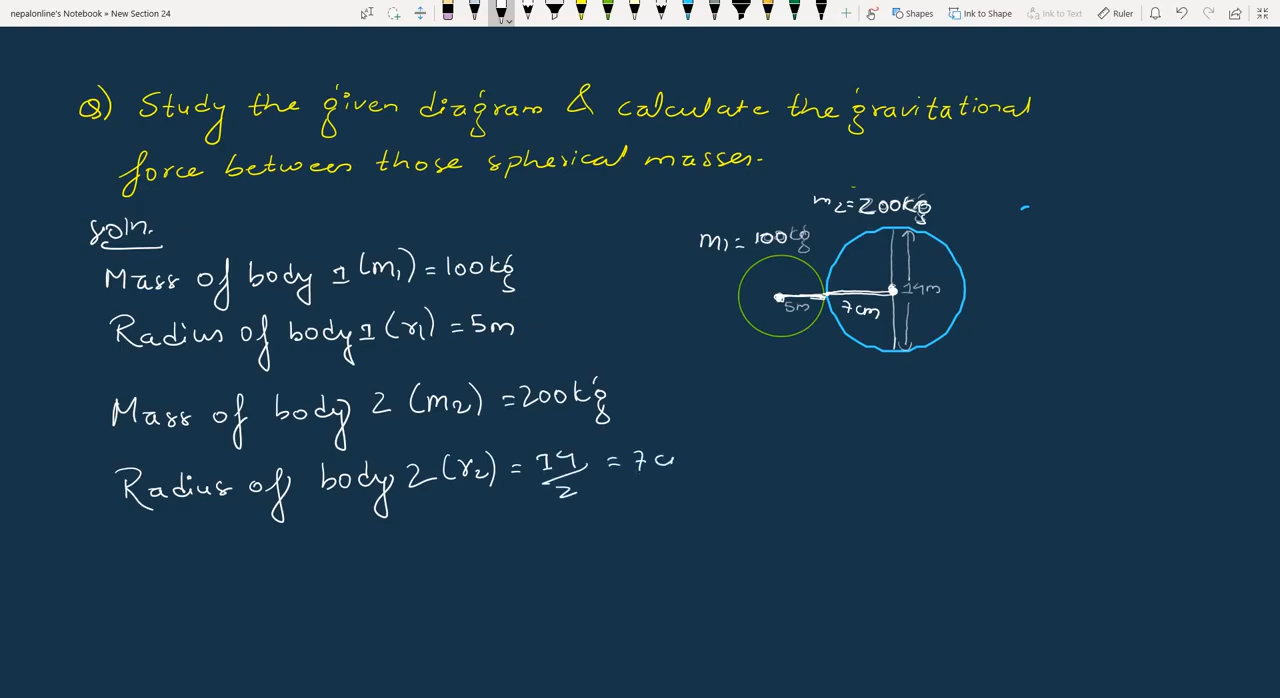 nepalonline's Notebook » New Section 24
Shapes
Ink to Shape
Ink to Text
Ruler
Q) Study the given diagram & calculate the gravitational
force between those spherical masses.
Soln.
m2 = 200kg
m1 = 100kg
Mass of body 1 (m1) = 100kg
14m
5m
7cm
Radius of body 1 (r1) = 5m
Mass of body 2 (m2) = 200kg
Radius of body 2 (r2) = 14/2 = 7c